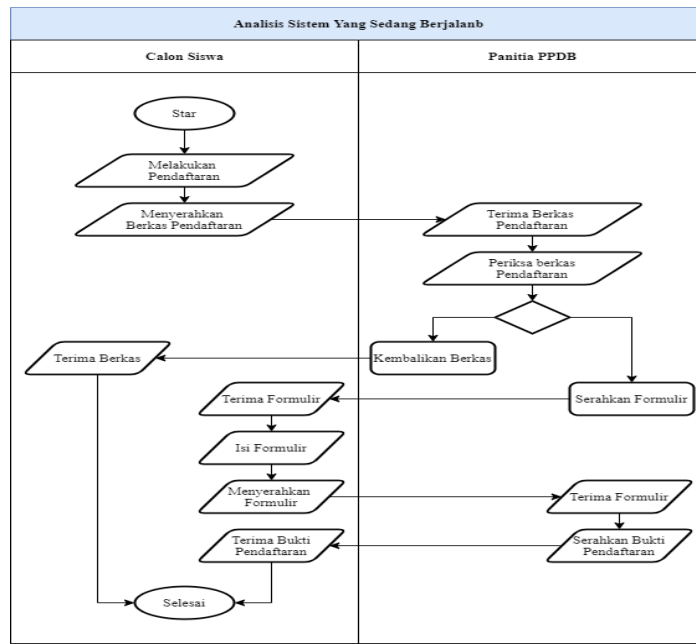 Analisis Sistem Yang Sedang Berjalanb
Calon Siswa
Panitia PPDB
Star
Melakukan
Pendaftaran
Menyerahkan
Berkas Pendaftaran
Terima Berkas
Pendaftaran
Periksa berkas
Pendaftaran
Terima Berkas
Kembalikan Berkas
Terima Formulir
Serahkan Formulir
Isi Formulir
Menyerahkan
Formulir
Terima Formulir
Terima Bukti
Pendaftaran
Serahkan Bukti
Pendaftaran
Selesai